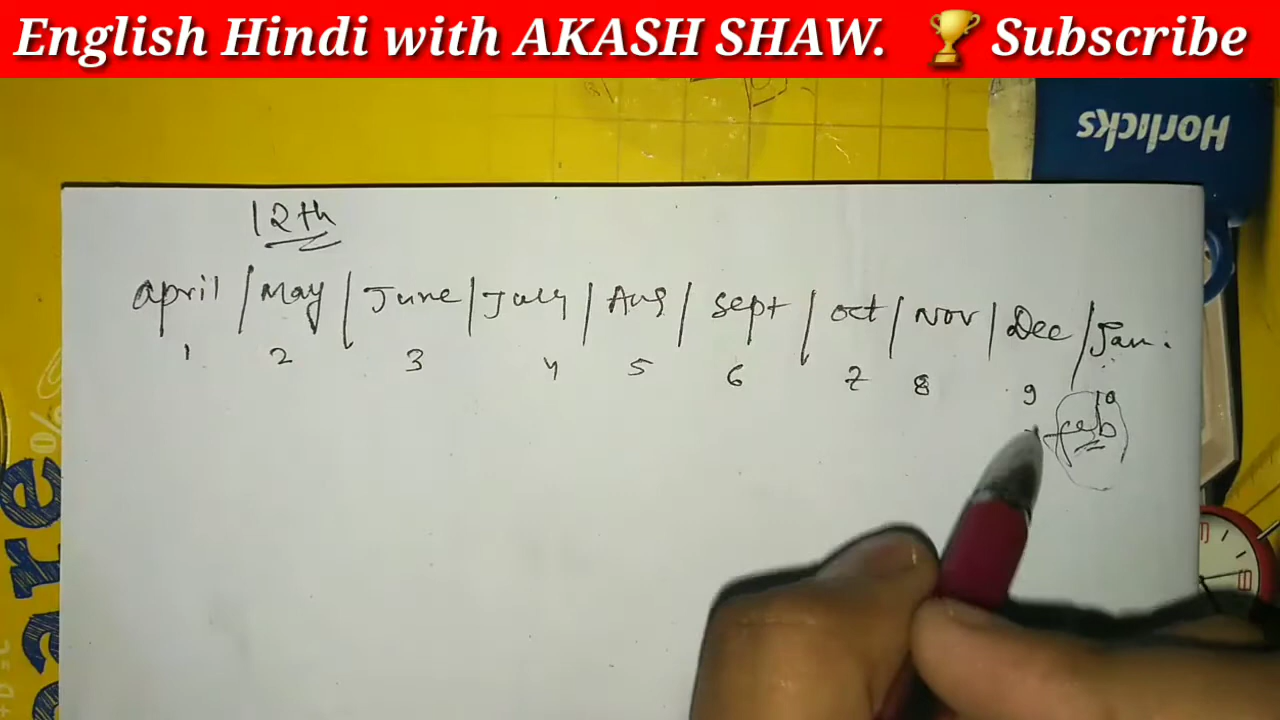 English Hindi with AKASH SHAW. 🏆 Subscribe
Horlicks
12th
april / May / June / July / Aug / Sept / Oct / Nov / Dec / Jan.
1 2 3 4 5 6 7 8 9 10
feb
are